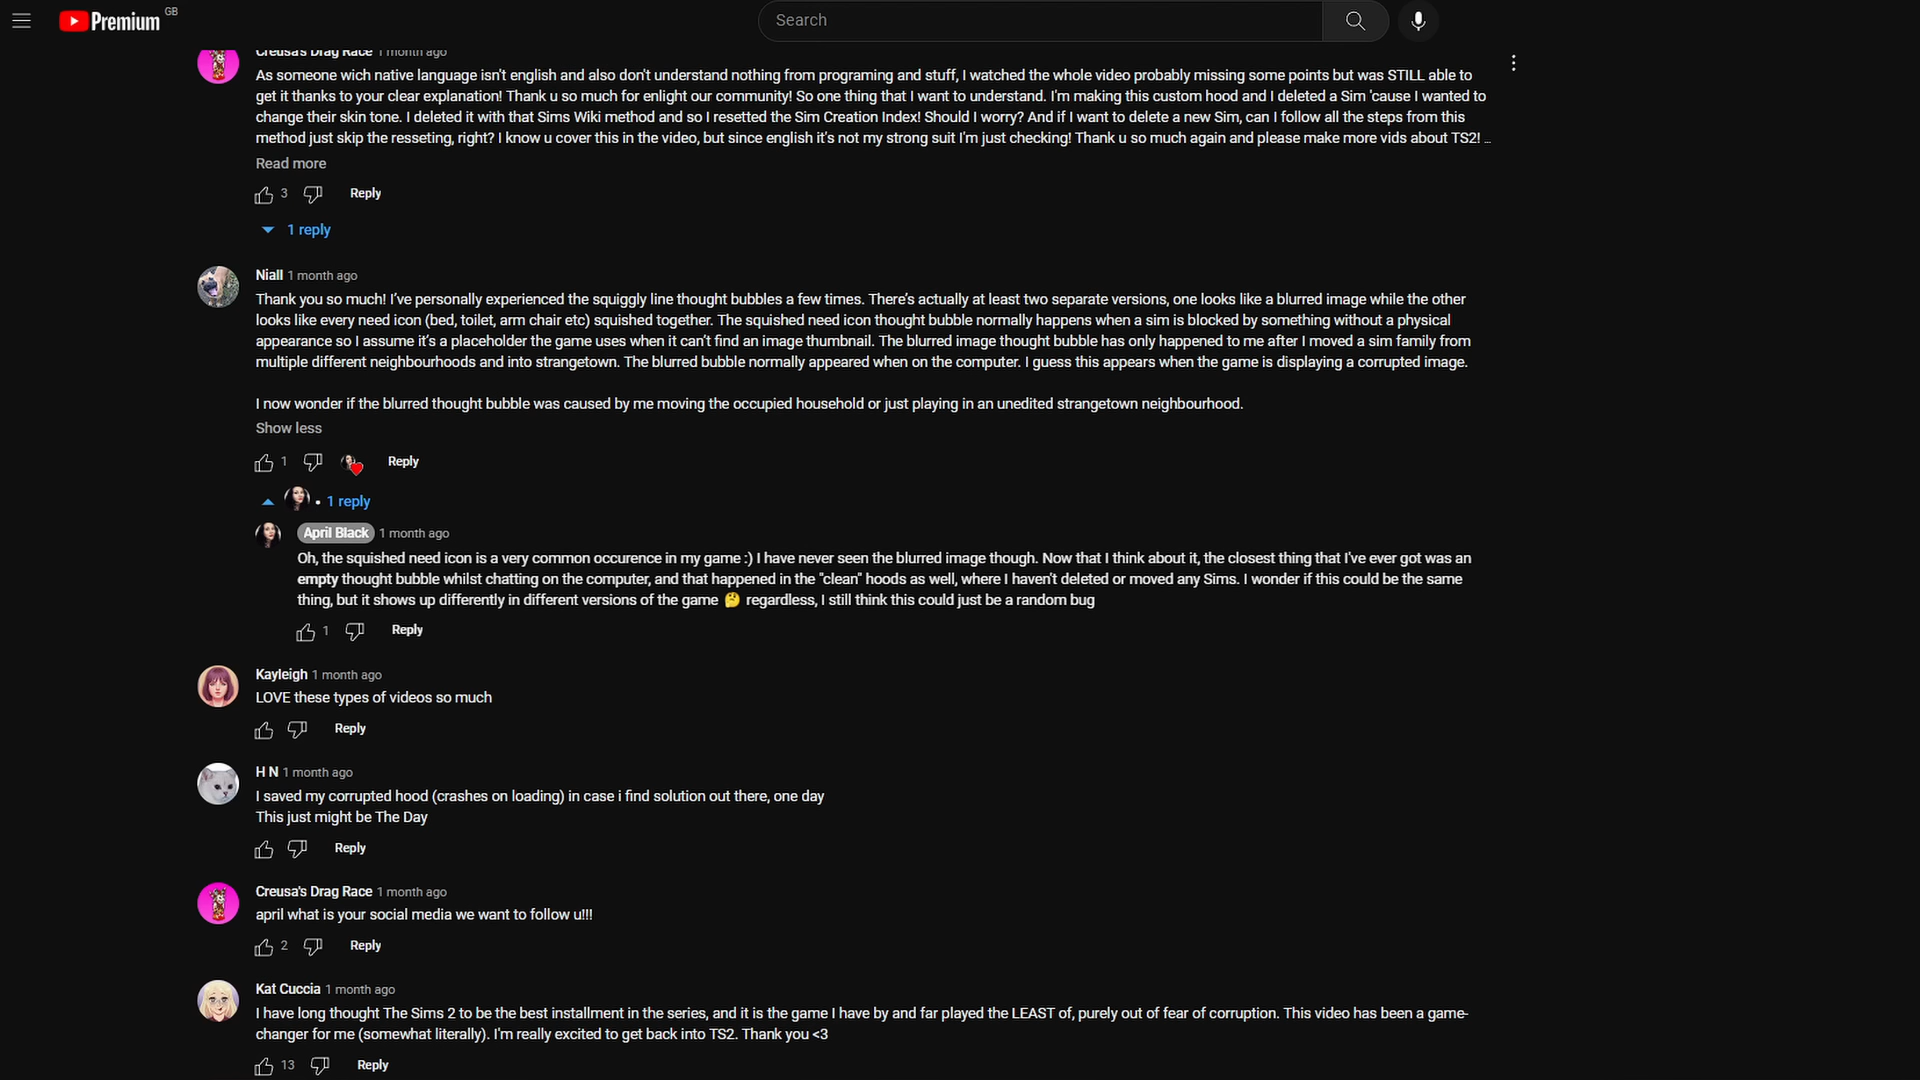 Premium GB
Search
Creusa's Drag Race 1 month ago
As someone wich native language isn't english and also don't understand nothing from programing and stuff, I watched the whole video probably missing some points but was STILL able to
get it thanks to your clear explanation! Thank u so much for enlight our community! So one thing that I want to understand. I'm making this custom hood and I deleted a Sim 'cause I wanted to
change their skin tone. I deleted it with that Sims Wiki method and so I resetted the Sim Creation Index! Should I worry? And if I want to delete a new Sim, can I follow all the steps from this
method just skip the resseting, right? I know u cover this in the video, but since english it's not my strong suit I'm just checking! Thank u so much again and please make more vids about TS2! ...
Read more
3 Reply
1 reply
Niall 1 month ago
Thank you so much! I've personally experienced the squiggly line thought bubbles a few times. There's actually at least two separate versions, one looks like a blurred image while the other
looks like every need icon (bed, toilet, arm chair etc) squished together. The squished need icon thought bubble normally happens when a sim is blocked by something without a physical
appearance so I assume it's a placeholder the game uses when it can't find an image thumbnail. The blurred image thought bubble has only happened to me after I moved a sim family from
multiple different neighbourhoods and into strangetown. The blurred bubble normally appeared when on the computer. I guess this appears when the game is displaying a corrupted image.
I now wonder if the blurred thought bubble was caused by me moving the occupied household or just playing in an unedited strangetown neighbourhood.
Show less
1 Reply
• 1 reply
April Black 1 month ago
Oh, the squished need icon is a very common occurence in my game :) I have never seen the blurred image though. Now that I think about it, the closest thing that I've ever got was an
empty thought bubble whilst chatting on the computer, and that happened in the "clean" hoods as well, where I haven't deleted or moved any Sims. I wonder if this could be the same
thing, but it shows up differently in different versions of the game 🤔 regardless, I still think this could just be a random bug
1 Reply
Kayleigh 1 month ago
LOVE these types of videos so much
Reply
H N 1 month ago
I saved my corrupted hood (crashes on loading) in case i find solution out there, one day
This just might be The Day
Reply
Creusa's Drag Race 1 month ago
april what is your social media we want to follow u!!!
2 Reply
Kat Cuccia 1 month ago
I have long thought The Sims 2 to be the best installment in the series, and it is the game I have by and far played the LEAST of, purely out of fear of corruption. This video has been a game-
changer for me (somewhat literally). I'm really excited to get back into TS2. Thank you <3
13 Reply